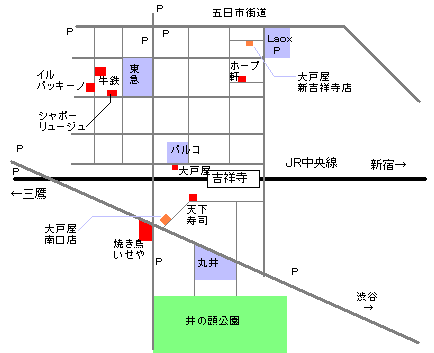 五日市街道
P
P
P
P
Laox
P
東
急
牛鉄
イル
パッキーノ
ホープ
軒
大戸屋
新吉祥寺店
シャポー
リュージュ
パルコ
P
大戸屋
吉祥寺
JR中央線
新宿→
P
←三鷹
天下
寿司
大戸屋
南口店
焼き鳥
いせや
丸井
P
P
渋谷
→
井の頭公園